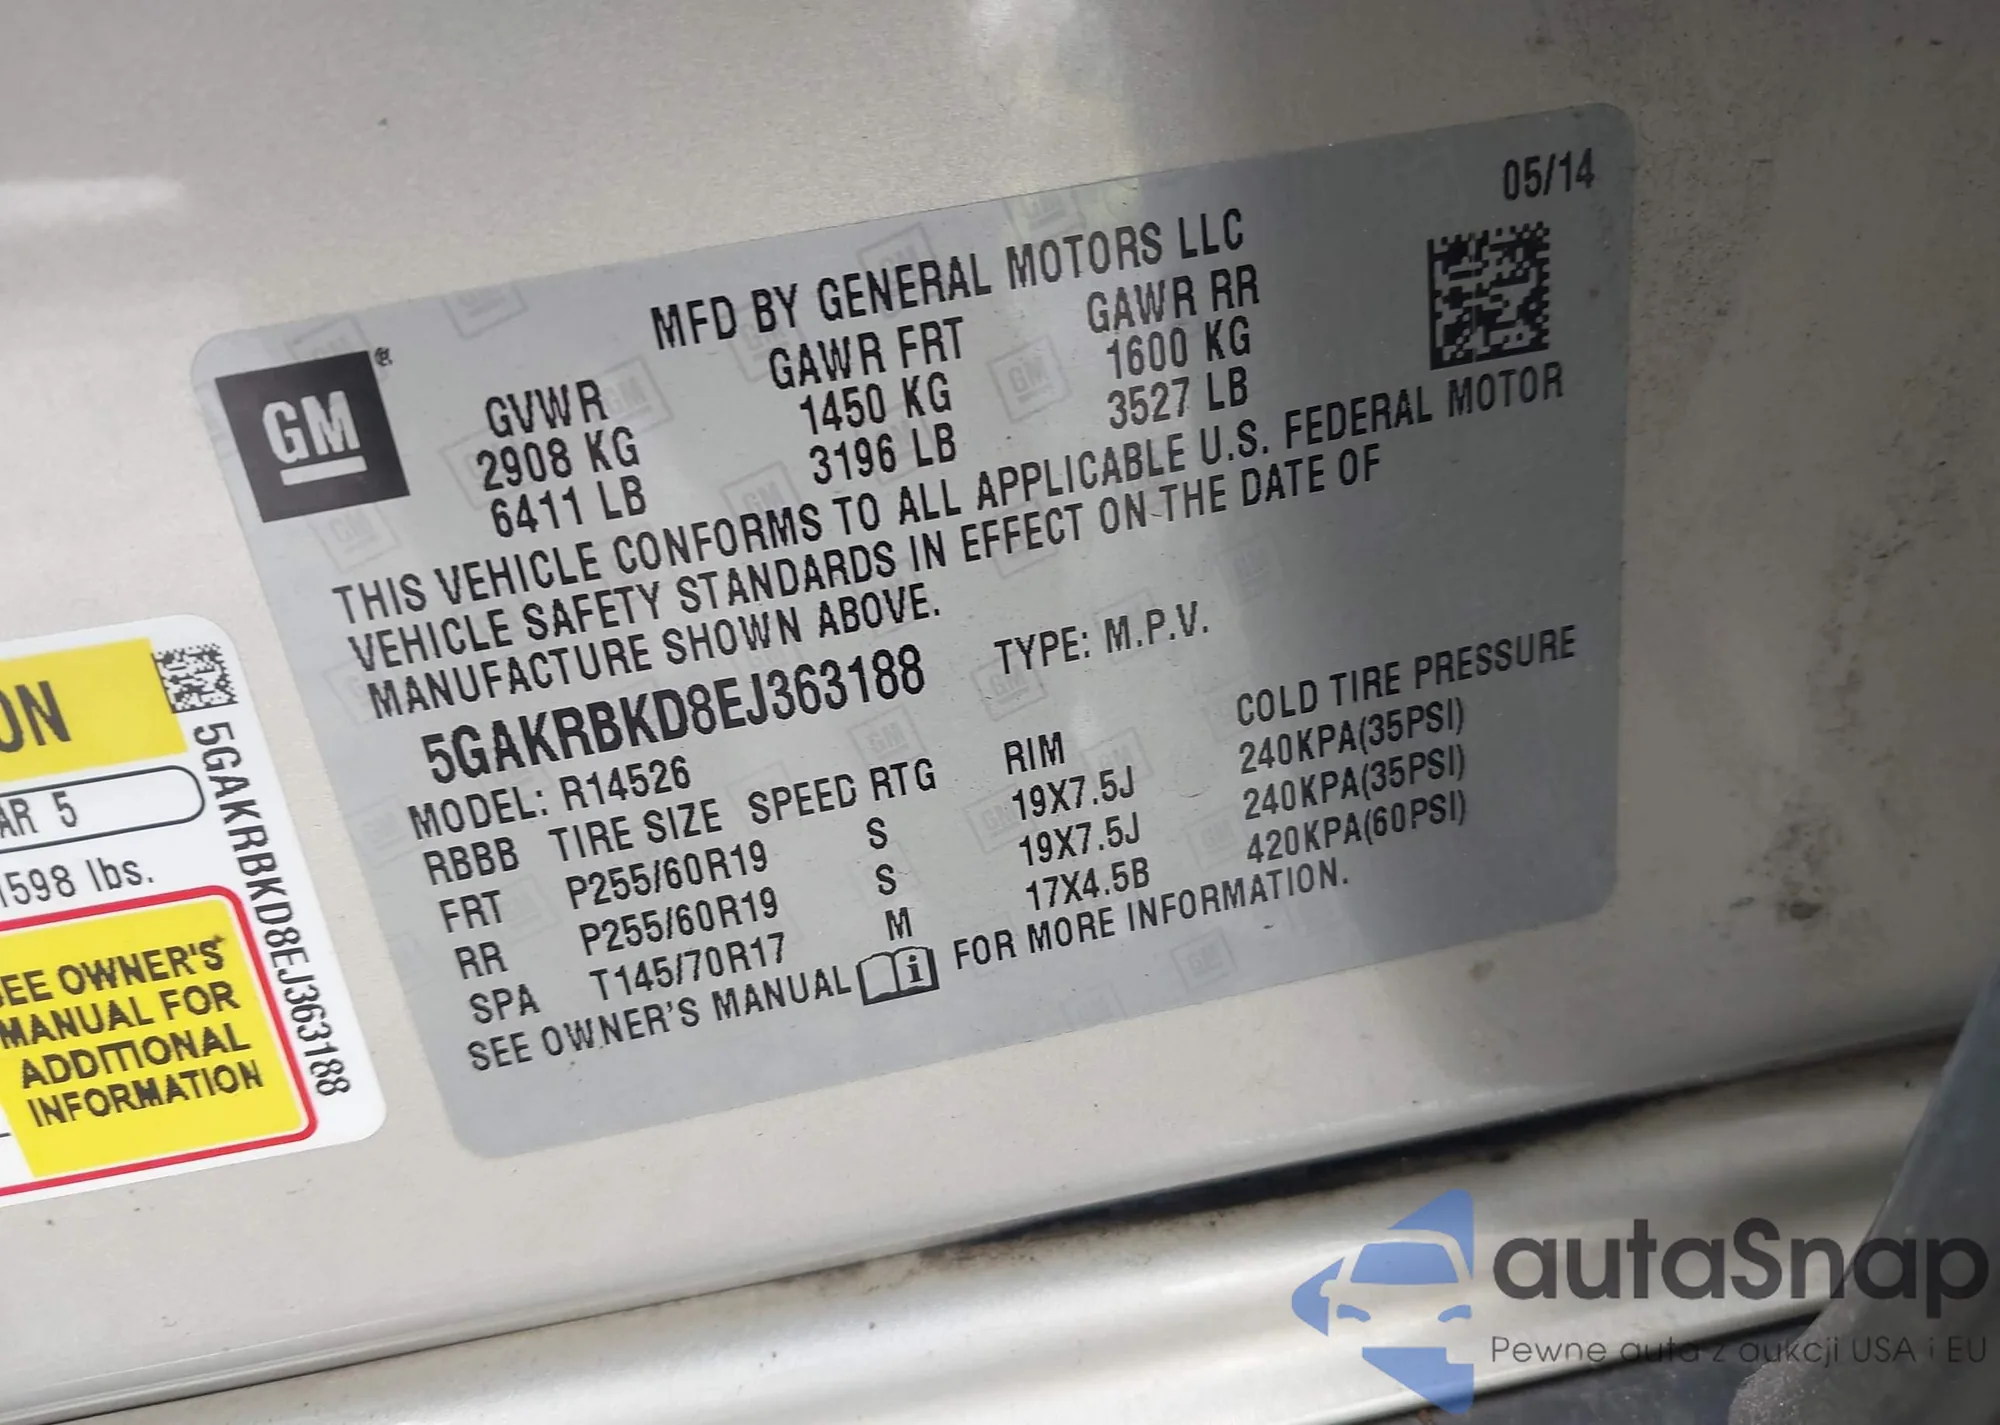 05/14
MFD BY GENERAL MOTORS LLC
GM
GVWR GAWR FRT GAWR RR
2908 KG 1450 KG 1600 KG
6411 LB 3196 LB 3527 LB
THIS VEHICLE CONFORMS TO ALL APPLICABLE U.S. FEDERAL MOTOR
VEHICLE SAFETY STANDARDS IN EFFECT ON THE DATE OF
MANUFACTURE SHOWN ABOVE.
5GAKRBKD8EJ363188 TYPE: M.P.V.
MODEL: R14526
RBBB TIRE SIZE SPEED RTG RIM COLD TIRE PRESSURE
FRT P255/60R19 S 19X7.5J 240KPA(35PSI)
RR P255/60R19 S 19X7.5J 240KPA(35PSI)
SPA T145/70R17 M 17X4.5B 420KPA(60PSI)
SEE OWNER'S MANUAL i FOR MORE INFORMATION.
ON
AR 5
1598 lbs.
SEE OWNER'S
MANUAL FOR
ADDITIONAL
INFORMATION
5GAKRBKD8EJ363188
autaSnap
Pewne auta z aukcji USA i EU